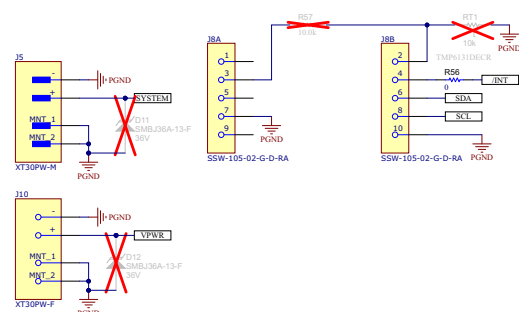 R57
10.0k
RT1
10k
TMP6131DECR
PGND
J5
-
+
MNT_1
MNT_2
XT30PW-M
PGND
SYSTEM
D11
SMBJ36A-13-F
36V
PGND
J8A
1
3
5
7
9
SSW-105-02-G-D-RA
PGND
J8B
2
4
6
8
10
SSW-105-02-G-D-RA
R56
0
/INT
SDA
SCL
PGND
J10
-
+
MNT_1
MNT_2
XT30PW-F
PGND
VPWR
D12
SMBJ36A-13-F
36V
PGND